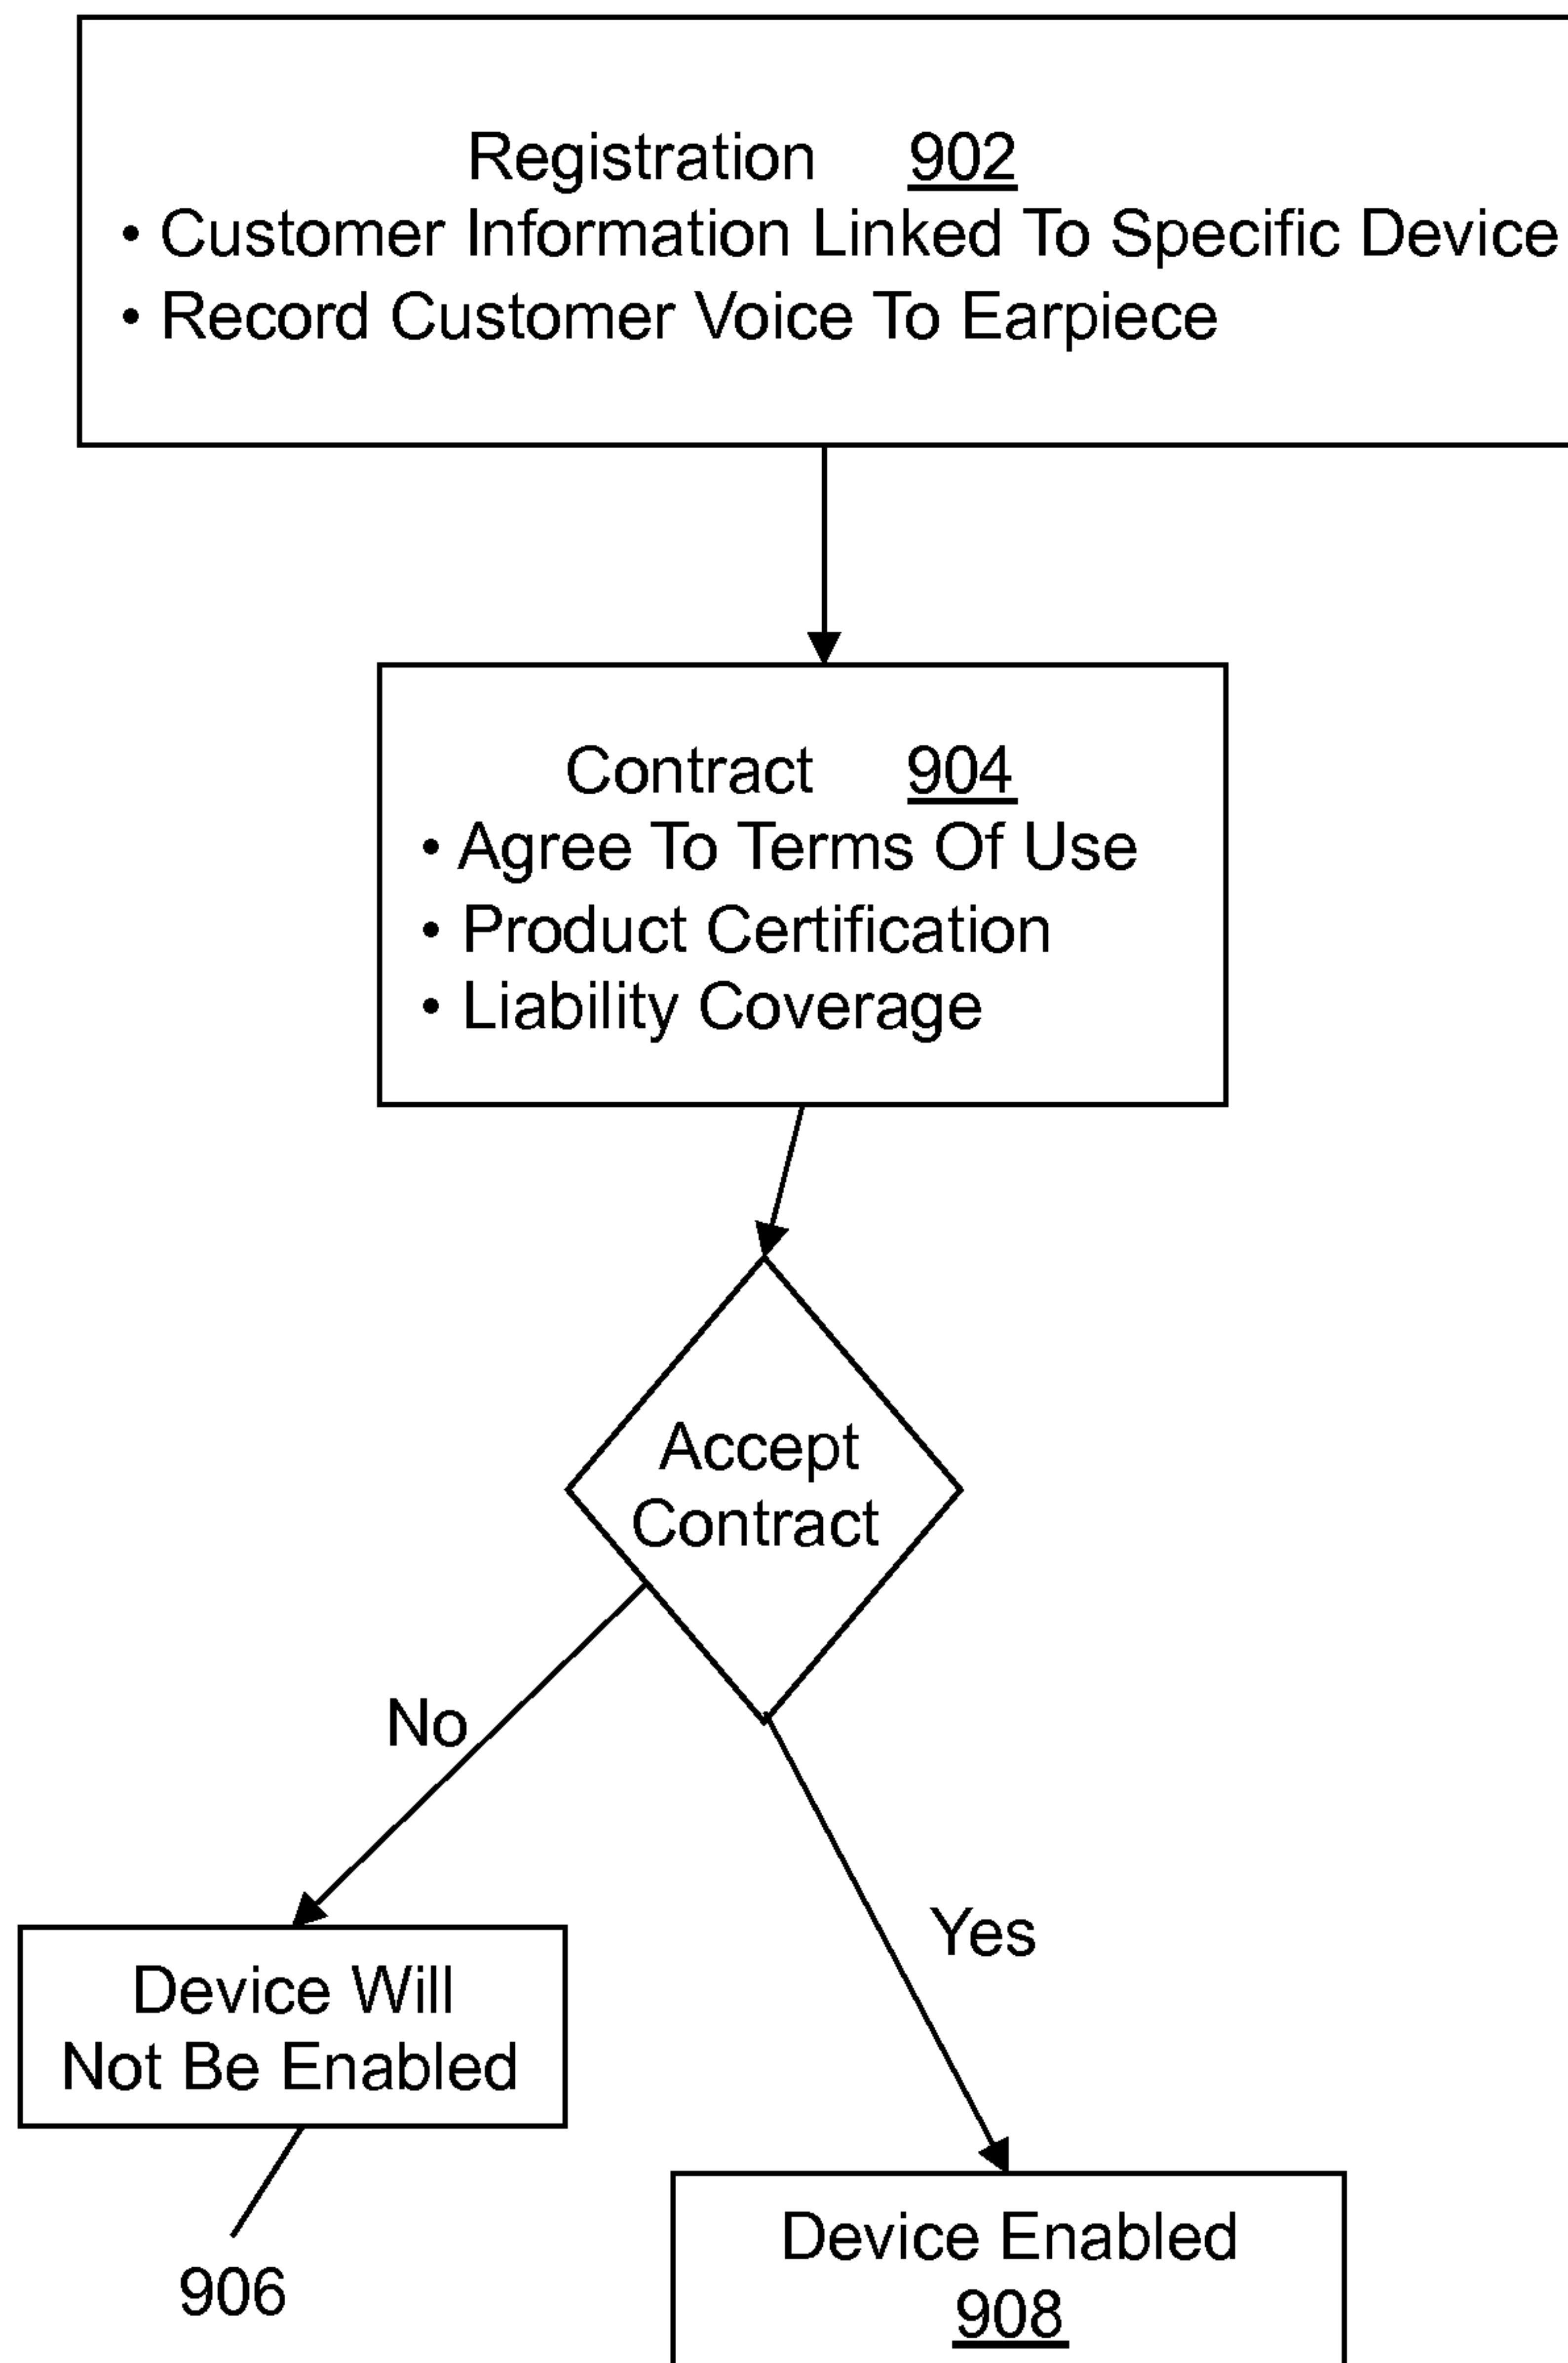 Registration 902
• Customer Information Linked To Specific Device
• Record Customer Voice To Earpiece
Contract 904
• Agree To Terms Of Use
• Product Certification
• Liability Coverage
Accept
Contract
No
Yes
Device Will
Not Be Enabled
906
Device Enabled
908